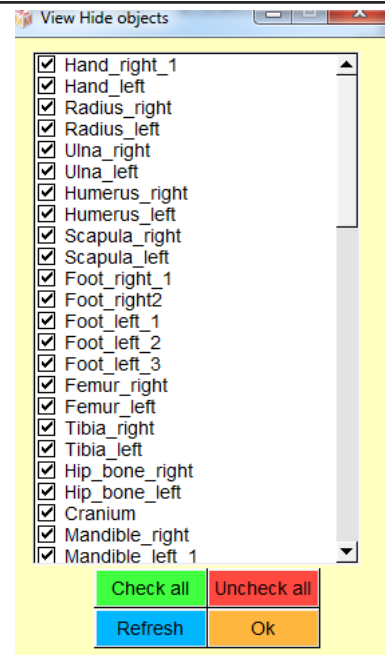 View Hide objects
Hand_right_1
Hand_left
Radius_right
Radius_left
Ulna_right
Ulna_left
Humerus_right
Humerus_left
Scapula_right
Scapula_left
Foot_right_1
Foot_right2
Foot_left_1
Foot_left_2
Foot_left_3
Femur_right
Femur_left
Tibia_right
Tibia_left
Hip_bone_right
Hip_bone_left
Cranium
Mandible_right
Mandible_left_1
Check all Uncheck all
Refresh Ok